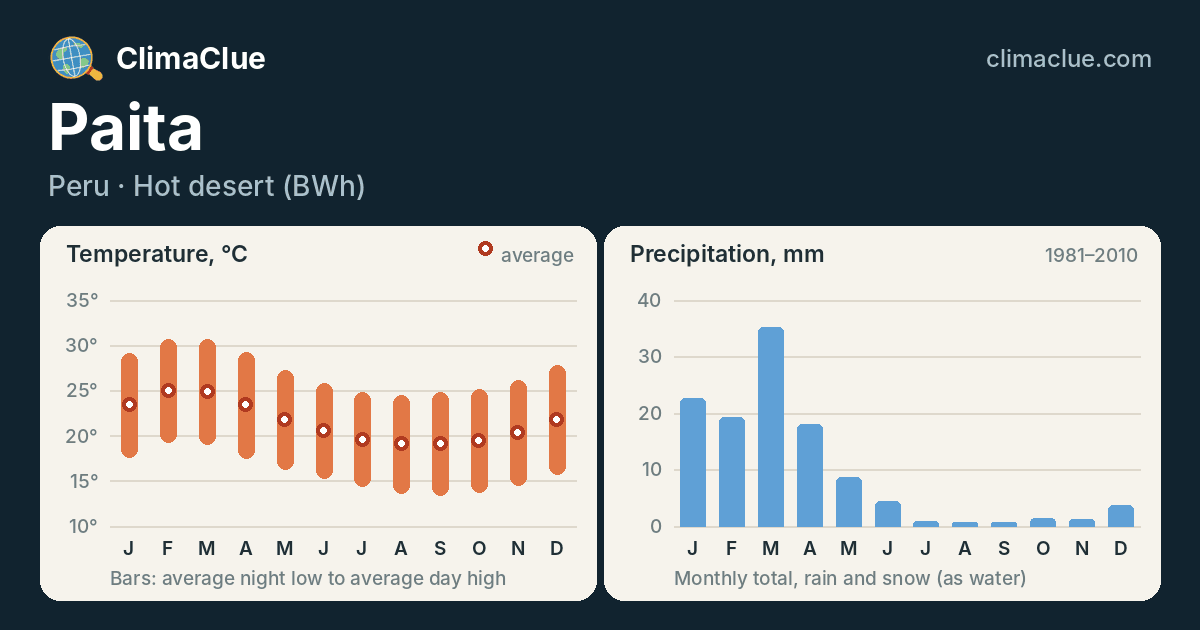 ClimaClue
climaclue.com
Paita
Peru · Hot desert (BWh)
Temperature, °C
average
35°
30°
25°
20°
15°
10°
J F M A M J J A S O N D
Bars: average night low to average day high
Precipitation, mm
1981–2010
40
30
20
10
0
J F M A M J J A S O N D
Monthly total, rain and snow (as water)